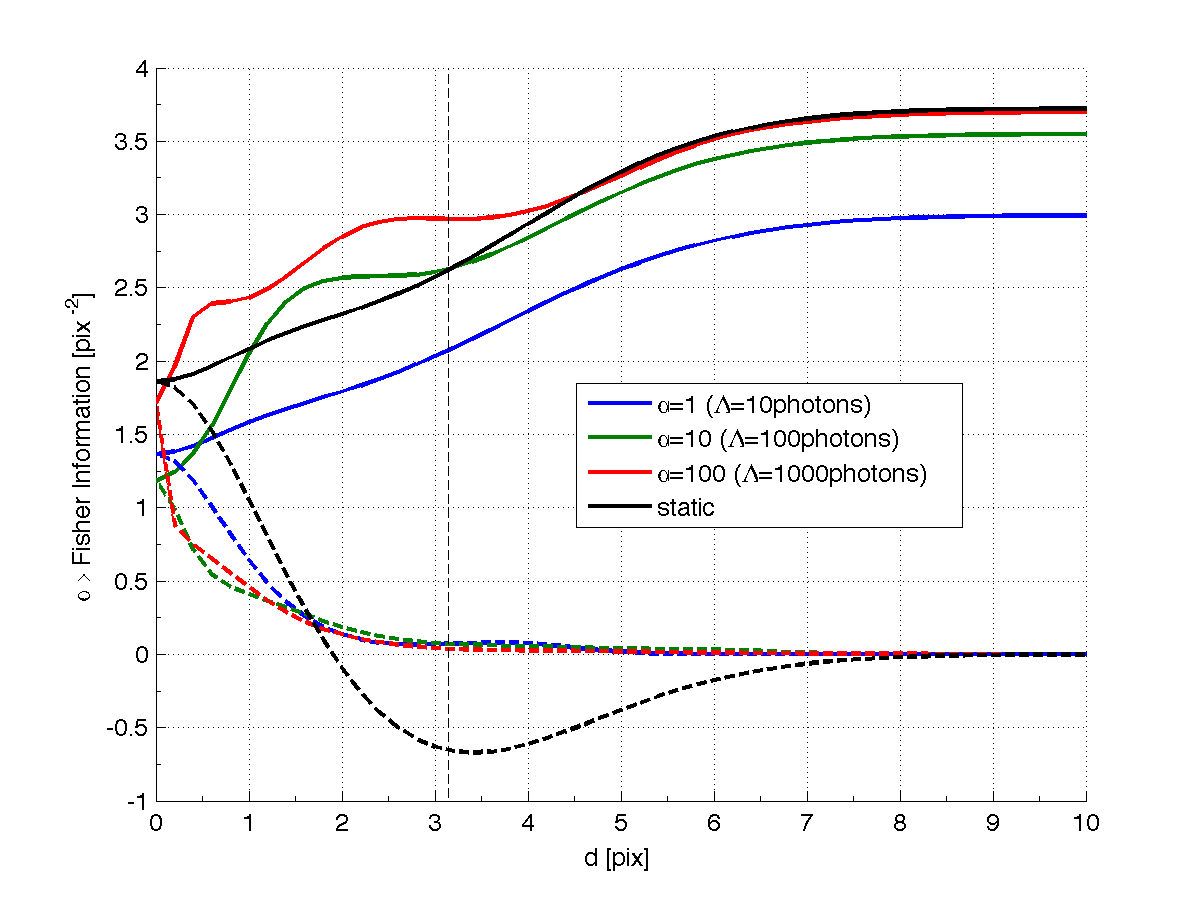 4
3.5
3
2.5
2
1.5
1
0.5
0
-0.5
-1
0 1 2 3 4 5 6 7 8 9 10
d [pix]
Fisher Information [pix⁻²]
α=1 (Λ=10photons)
α=10 (Λ=100photons)
α=100 (Λ=1000photons)
static